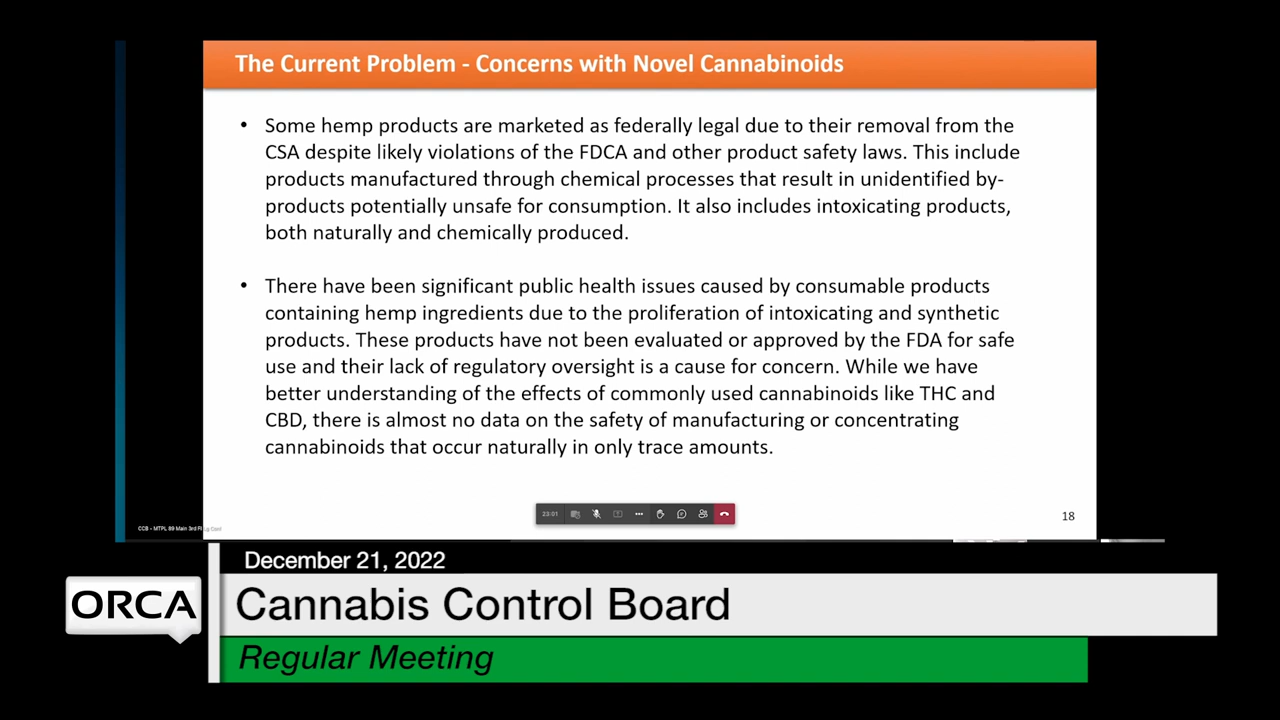 The Current Problem - Concerns with Novel Cannabinoids
• Some hemp products are marketed as federally legal due to their removal from the
CSA despite likely violations of the FDCA and other product safety laws. This include
products manufactured through chemical processes that result in unidentified by-
products potentially unsafe for consumption. It also includes intoxicating products,
both naturally and chemically produced.
• There have been significant public health issues caused by consumable products
containing hemp ingredients due to the proliferation of intoxicating and synthetic
products. These products have not been evaluated or approved by the FDA for safe
use and their lack of regulatory oversight is a cause for concern. While we have
better understanding of the effects of commonly used cannabinoids like THC and
CBD, there is almost no data on the safety of manufacturing or concentrating
cannabinoids that occur naturally in only trace amounts.
23:01
18
CCB - MTPL 89 Main 3rd
December 21, 2022
ORCA
Cannabis Control Board
Regular Meeting